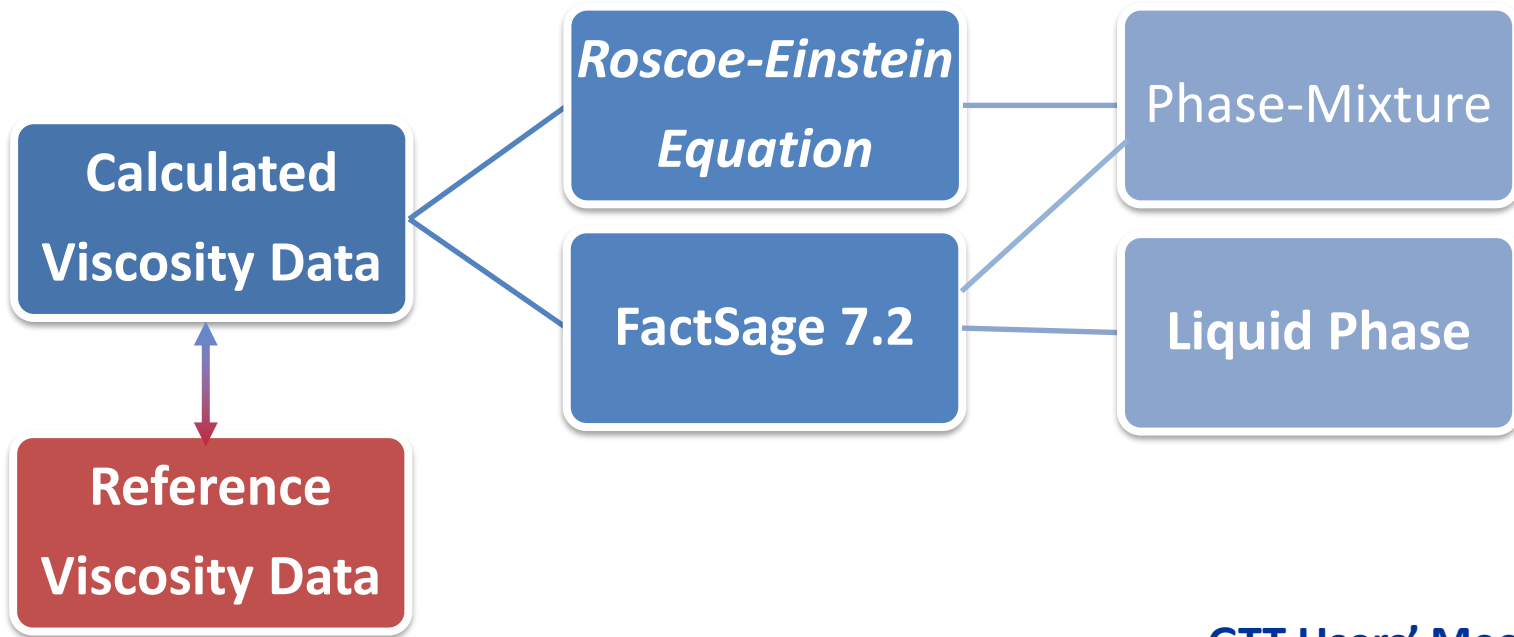 Roscoe-Einstein
Equation
Phase-Mixture
Calculated
Viscosity Data
FactSage 7.2
Liquid Phase
Reference
Viscosity Data